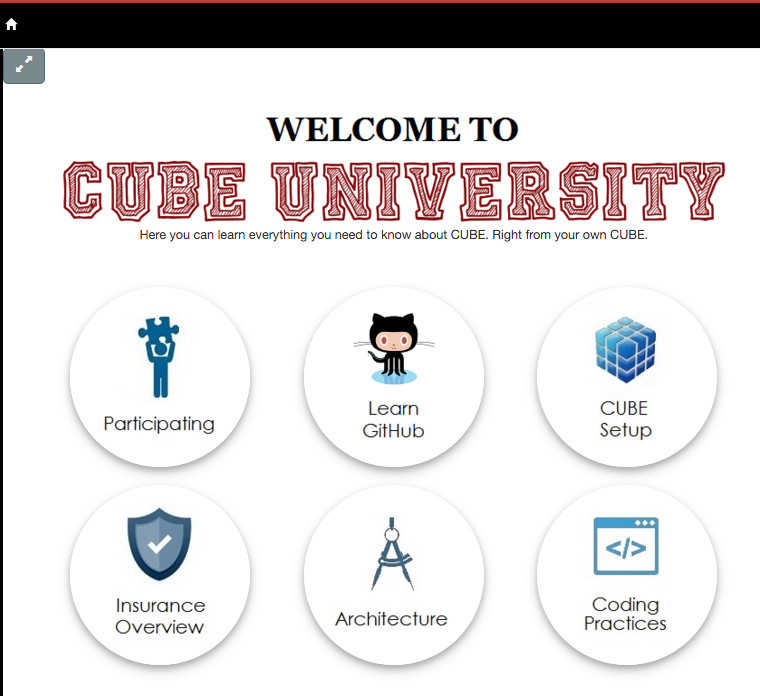 WELCOME TO
CUBE UNIVERSITY
Here you can learn everything you need to know about CUBE. Right from your own CUBE.
Participating
Learn
GitHub
CUBE
Setup
Insurance
Overview
Architecture
</>
Coding
Practices